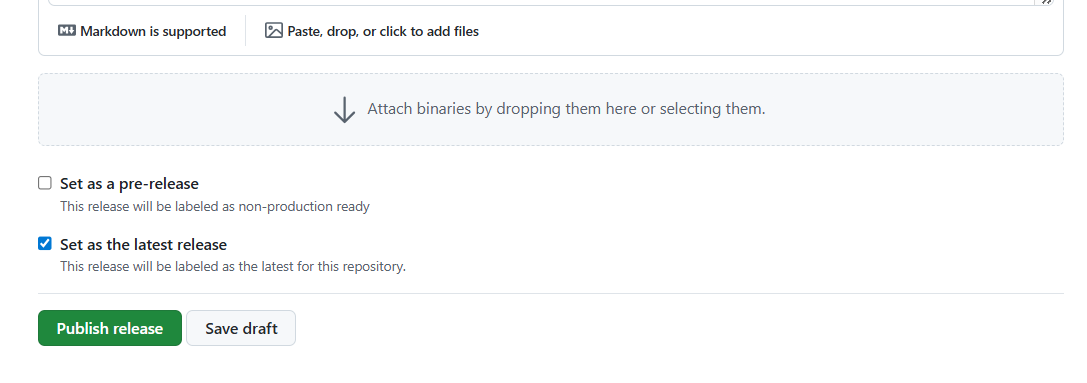 Markdown is supported
Paste, drop, or click to add files
Attach binaries by dropping them here or selecting them.
Set as a pre-release
This release will be labeled as non-production ready
Set as the latest release
This release will be labeled as the latest for this repository.
Publish release
Save draft